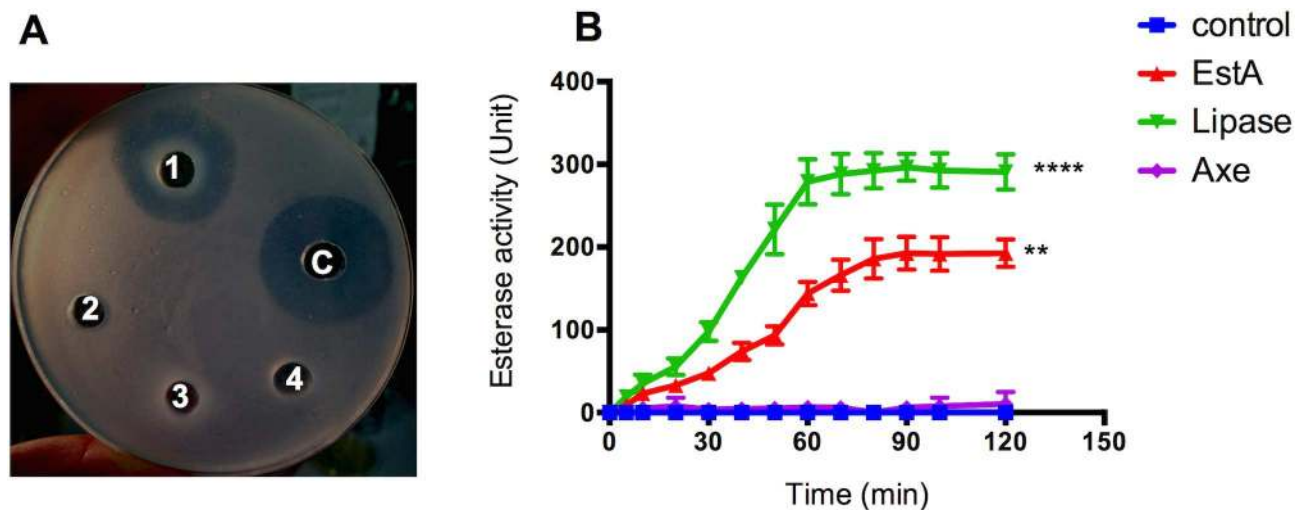 A
B
control
EstA
Lipase
Axe
1
C
2
3
4
Esterase activity (Unit)
400
300
200
100
0
****
**
0
30
60
90
120
150
Time (min)